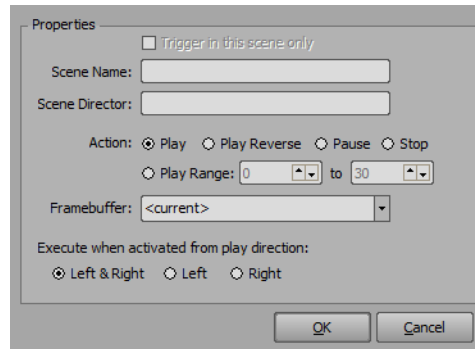 Properties
Trigger in this scene only
Scene Name:
Scene Director:
Action: Play Play Reverse Pause Stop
Play Range: 0 to 30
Framebuffer: <current>
Execute when activated from play direction:
Left & Right Left Right
OK Cancel